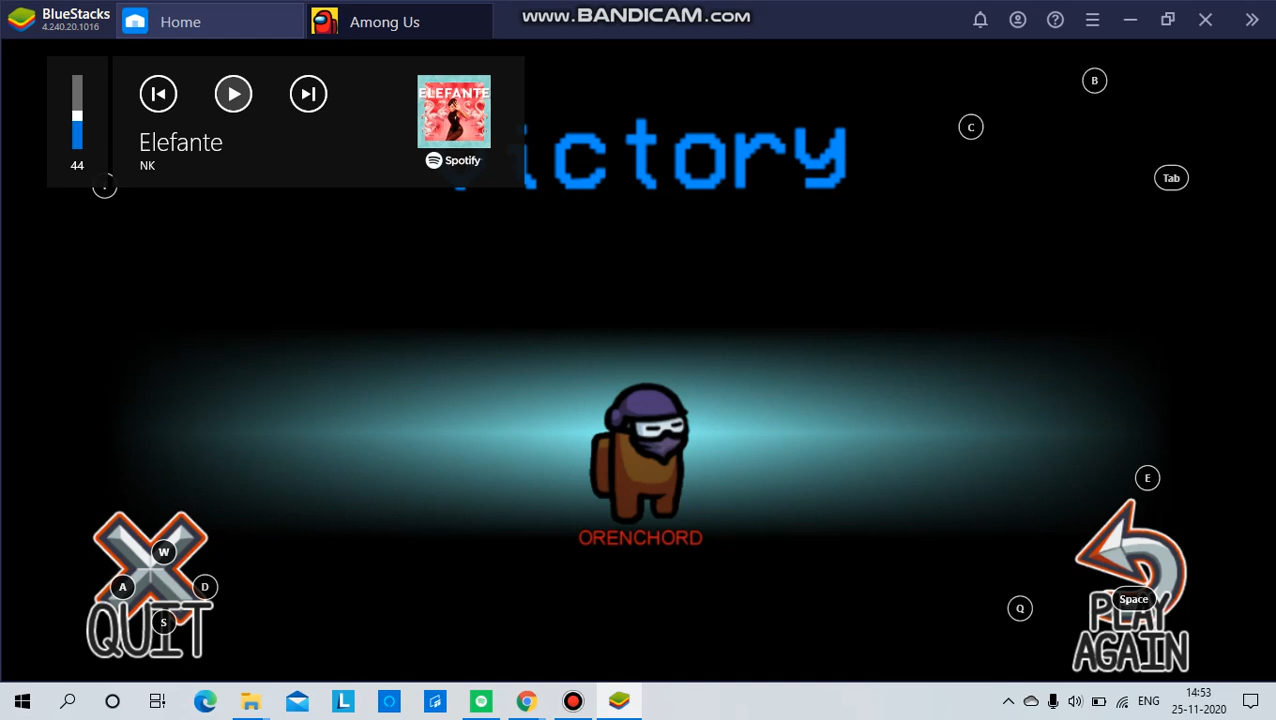 BlueStacks
4.240.20.1016
Home
Among Us
www.BANDICAM.com
ELEFANTE
Elefante
44
NK
Spotify
ictory
B
C
Tab
ORENCHORD
E
W
A
D
S
QUIT
Q
Space
PLAY
AGAIN
L
ENG
14:53
25-11-2020